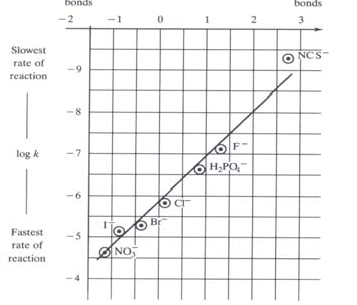 bonds bonds
−2 −1 0 1 2 3
Slowest
rate of
reaction
−9
−8
log k
−7
−6
−5
−4
Fastest
rate of
reaction
NCS⁻
F⁻
H₂PO₄⁻
Cl⁻
Br⁻
I⁻
NO₃⁻